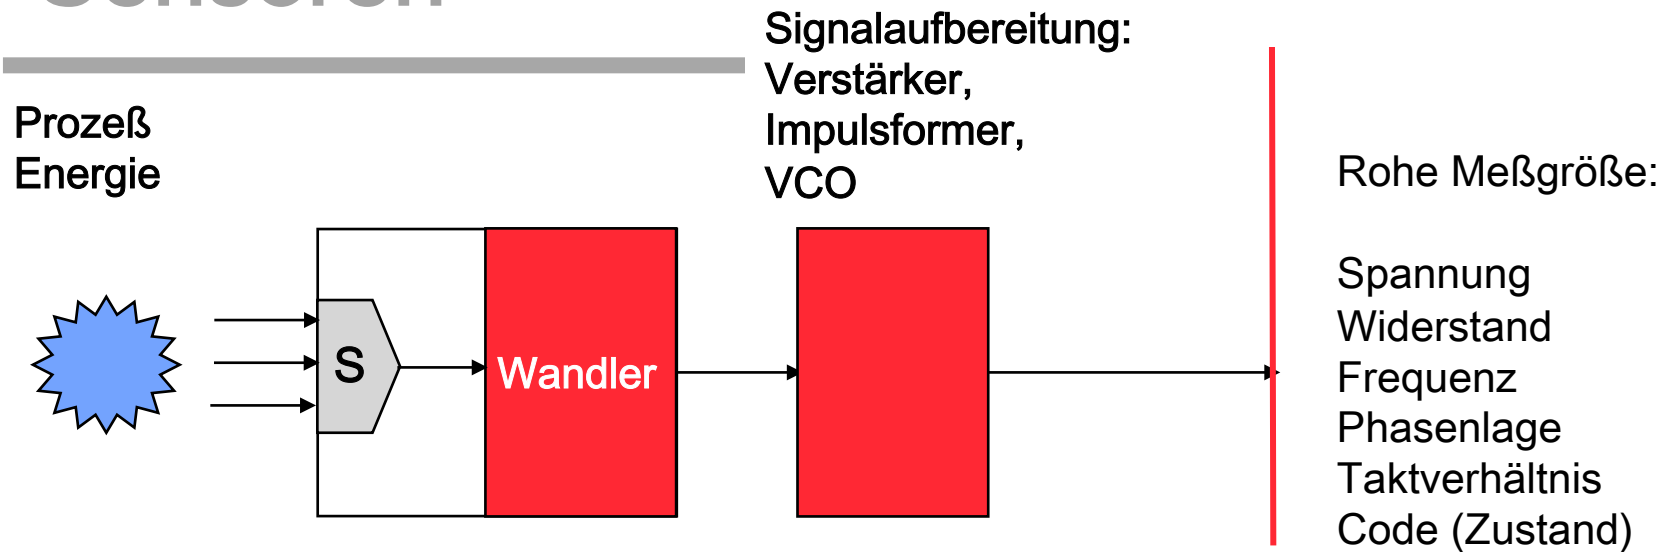 Signalaufbereitung:
Verstärker,
Impulsformer,
VCO
Prozeß
Energie
S
Wandler
Rohe Meßgröße:
Spannung
Widerstand
Frequenz
Phasenlage
Taktverhältnis
Code (Zustand)